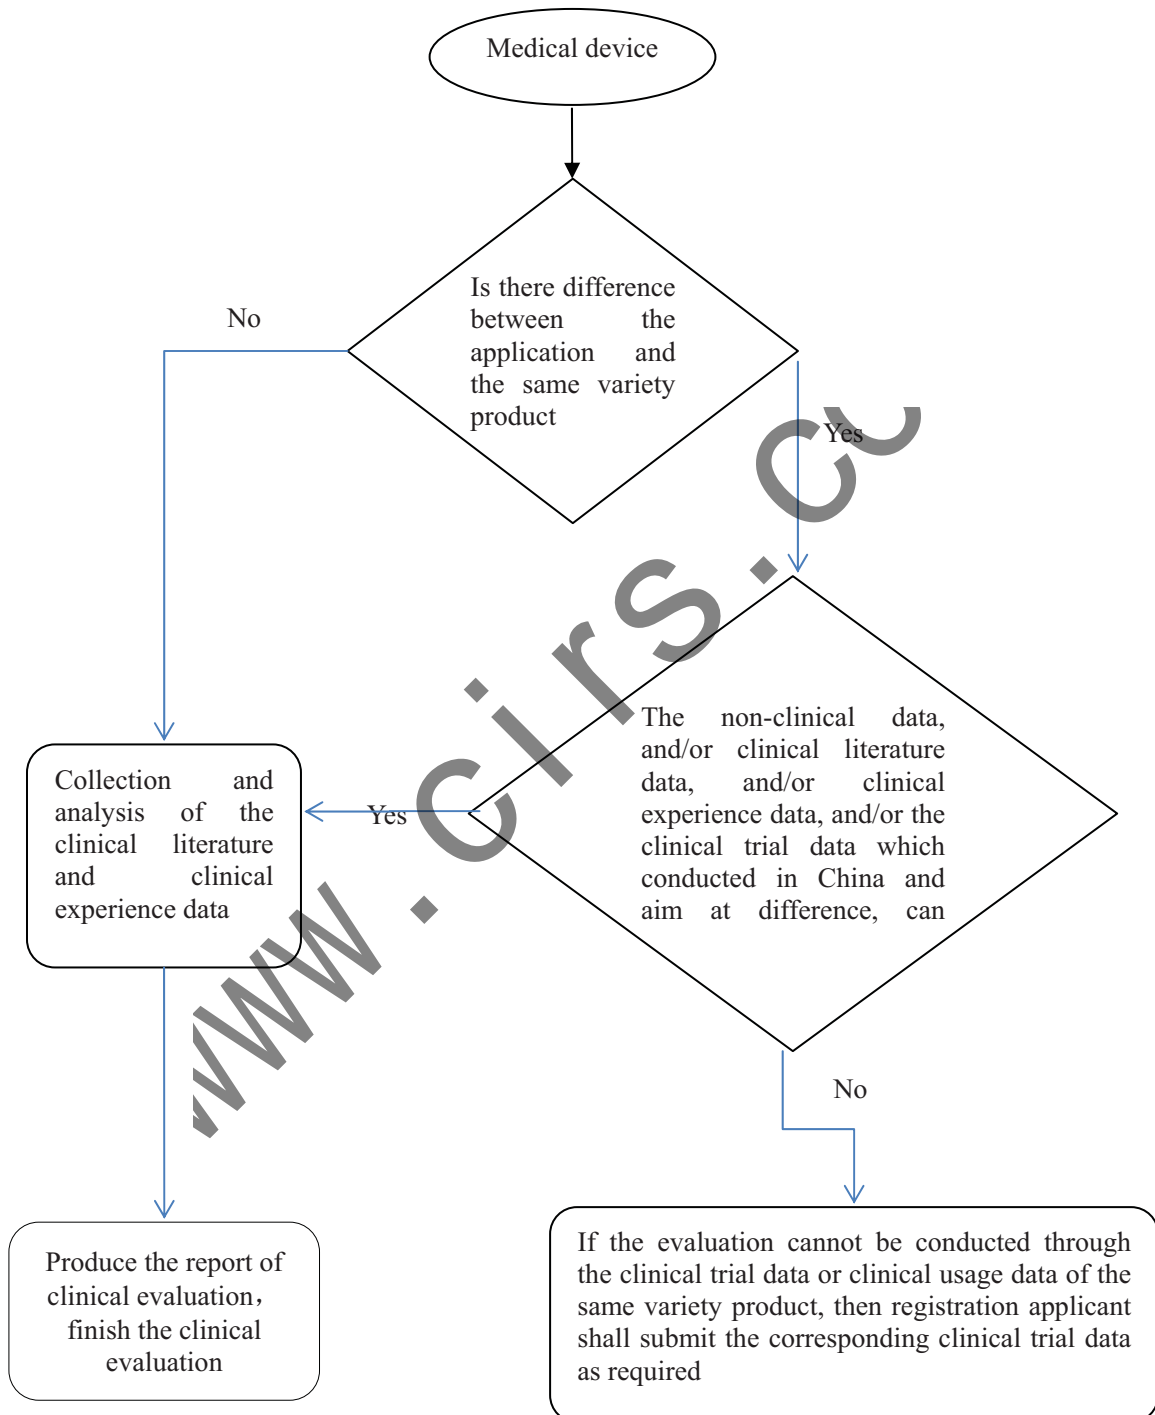 Medical device
Is there difference
between the
application and
the same variety
product
No
Yes
The non-clinical data,
and/or clinical literature
data, and/or clinical
experience data, and/or the
clinical trial data which
conducted in China and
aim at difference, can
Yes
Collection and
analysis of the
clinical literature
and clinical
experience data
No
Produce the report of
clinical evaluation,
finish the clinical
evaluation
If the evaluation cannot be conducted through
the clinical trial data or clinical usage data of the
same variety product, then registration applicant
shall submit the corresponding clinical trial data
as required
www.cirs.co